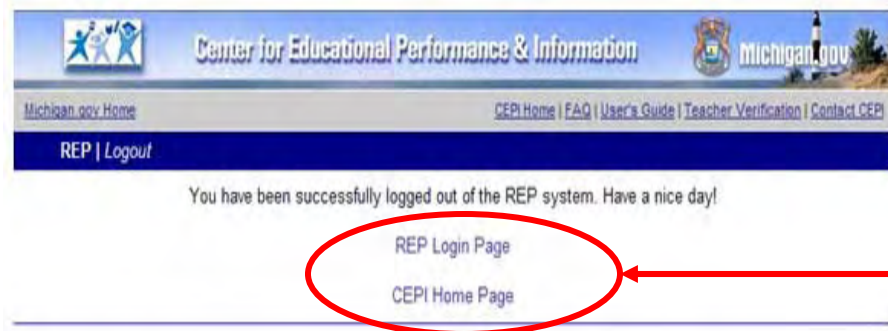 Center for Educational Performance & Information Michigan.gov
Michigan.gov Home CEPI Home | FAQ | User's Guide | Teacher Verification | Contact CEPI
REP | Logout
You have been successfully logged out of the REP system. Have a nice day!
REP Login Page
CEPI Home Page